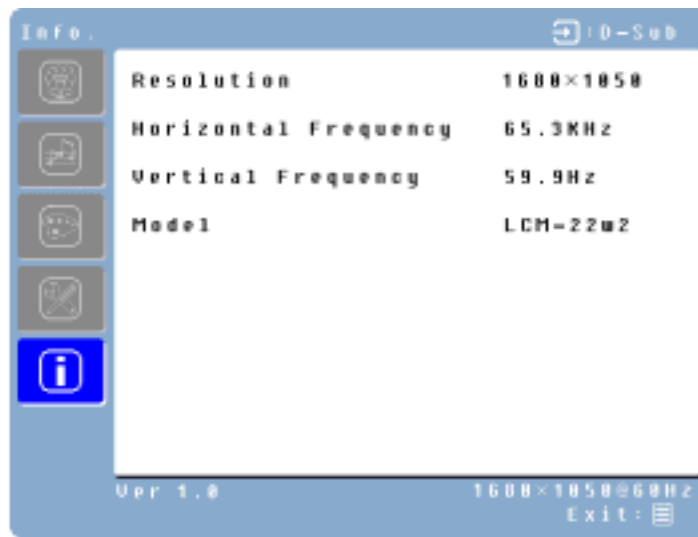 Info. :D-Sub
Resolution 1680×1050
Horizontal Frequency 65.3KHz
Vertical Frequency 59.9Hz
Model LCM-22w2
Ver 1.0 1680×1050@60Hz
Exit: